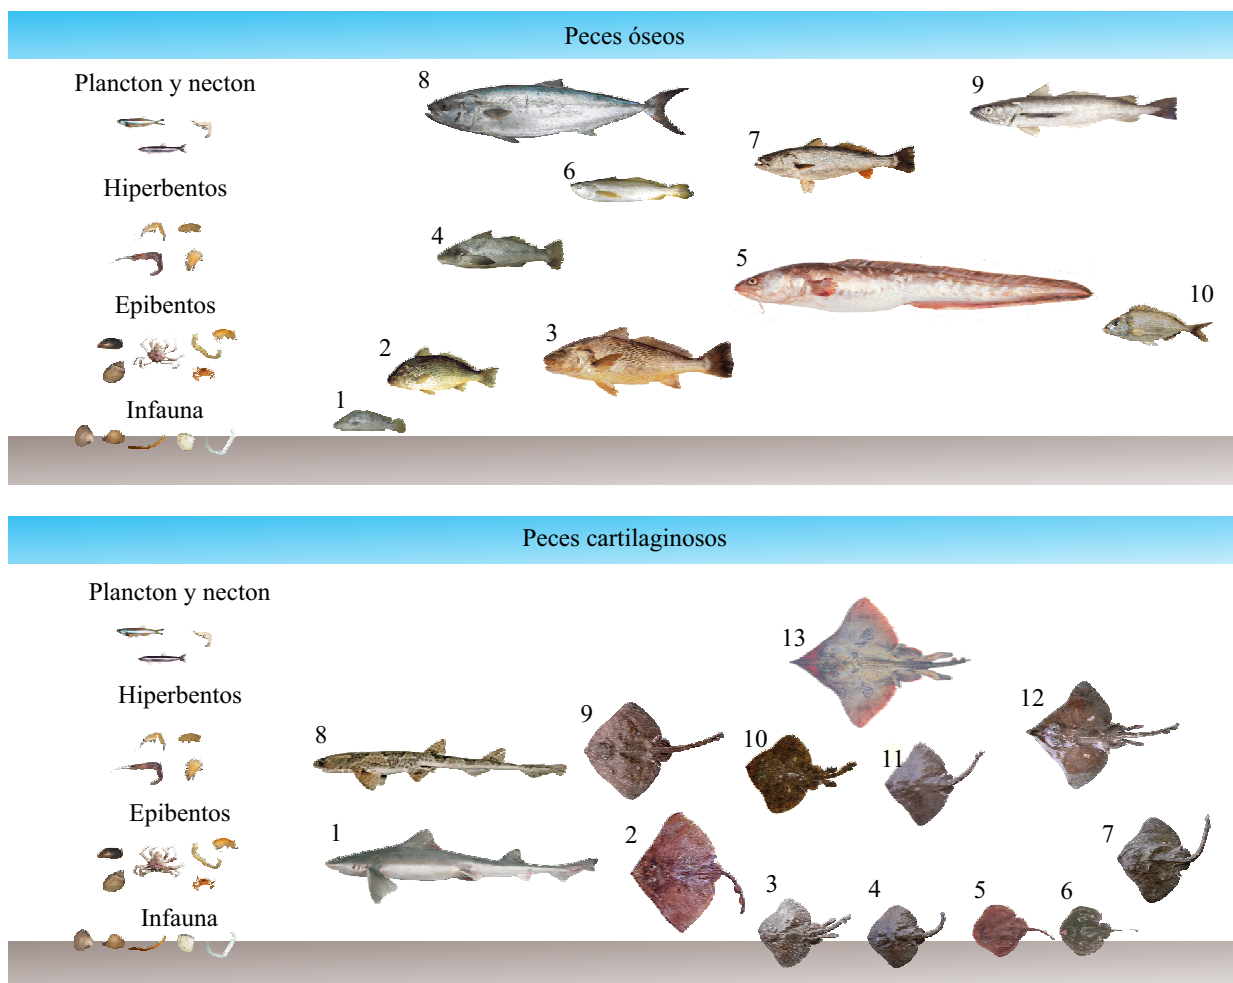 Peces óseos
Plancton y necton
8
9
7
6
Hiperbentos
4
5
Epibentos
10
3
2
1
Infauna
Peces cartilaginosos
Plancton y necton
13
Hiperbentos
12
9
10
8
11
Epibentos
1
2
7
3
4
5
6
Infauna